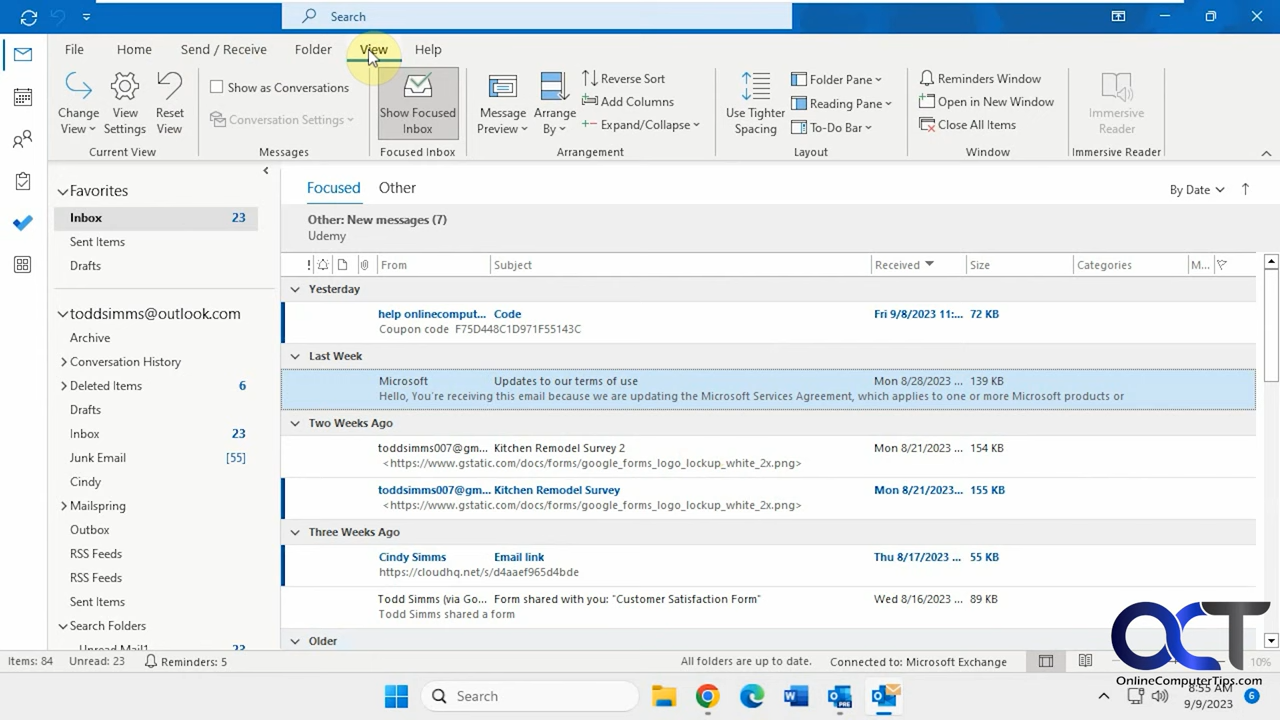 Search
File Home Send / Receive Folder View Help
Change View
View Settings
Reset View
Current View
Show as Conversations
Conversation Settings
Messages
Show Focused Inbox
Focused Inbox
Message Preview
Arrange By
Reverse Sort
Add Columns
Expand/Collapse
Arrangement
Use Tighter Spacing
Folder Pane
Reading Pane
To-Do Bar
Layout
Reminders Window
Open in New Window
Close All Items
Window
Immersive Reader
Immersive Reader
Favorites
Inbox 23
Sent Items
Drafts
toddsimms@outlook.com
Archive
Conversation History
Deleted Items 6
Drafts
Inbox 23
Junk Email [55]
Cindy
Mailspring
Outbox
RSS Feeds
RSS Feeds
Sent Items
Search Folders
Unread Mail1 23
Focused Other
By Date
Other: New messages (7)
Udemy
! From Subject Received Size Categories M...
Yesterday
help onlinecomput... Code Fri 9/8/2023 11:... 72 KB
Coupon code F75D448C1D971F55143C
Last Week
Microsoft Updates to our terms of use Mon 8/28/2023 ... 139 KB
Hello, You're receiving this email because we are updating the Microsoft Services Agreement, which applies to one or more Microsoft products or
Two Weeks Ago
toddsimms007@gm... Kitchen Remodel Survey 2 Mon 8/21/2023 ... 154 KB
<https://www.gstatic.com/docs/forms/google_forms_logo_lockup_white_2x.png>
toddsimms007@gm... Kitchen Remodel Survey Mon 8/21/2023... 155 KB
<https://www.gstatic.com/docs/forms/google_forms_logo_lockup_white_2x.png>
Three Weeks Ago
Cindy Simms Email link Thu 8/17/2023 ... 55 KB
https://cloudhq.net/s/d4aaef965d4bde
Todd Simms (via Go... Form shared with you: "Customer Satisfaction Form" Wed 8/16/2023 ... 89 KB
Todd Simms shared a form
Older
Items: 84 Unread: 23 Reminders: 5 All folders are up to date. Connected to: Microsoft Exchange 10%
OCT
OnlineComputerTips.com
Search
8:55 AM
9/9/2023
6